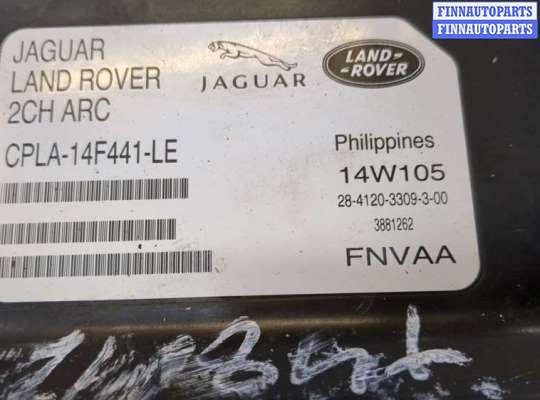 FINNAUTOPARTS
FINNAUTOPARTS
JAGUAR
LAND ROVER
2CH ARC
CPLA-14F441-LE
JAGUAR
LAND-
-ROVER
Philippines
14W105
28-4120-3309-3-00
3881262
FNVAA